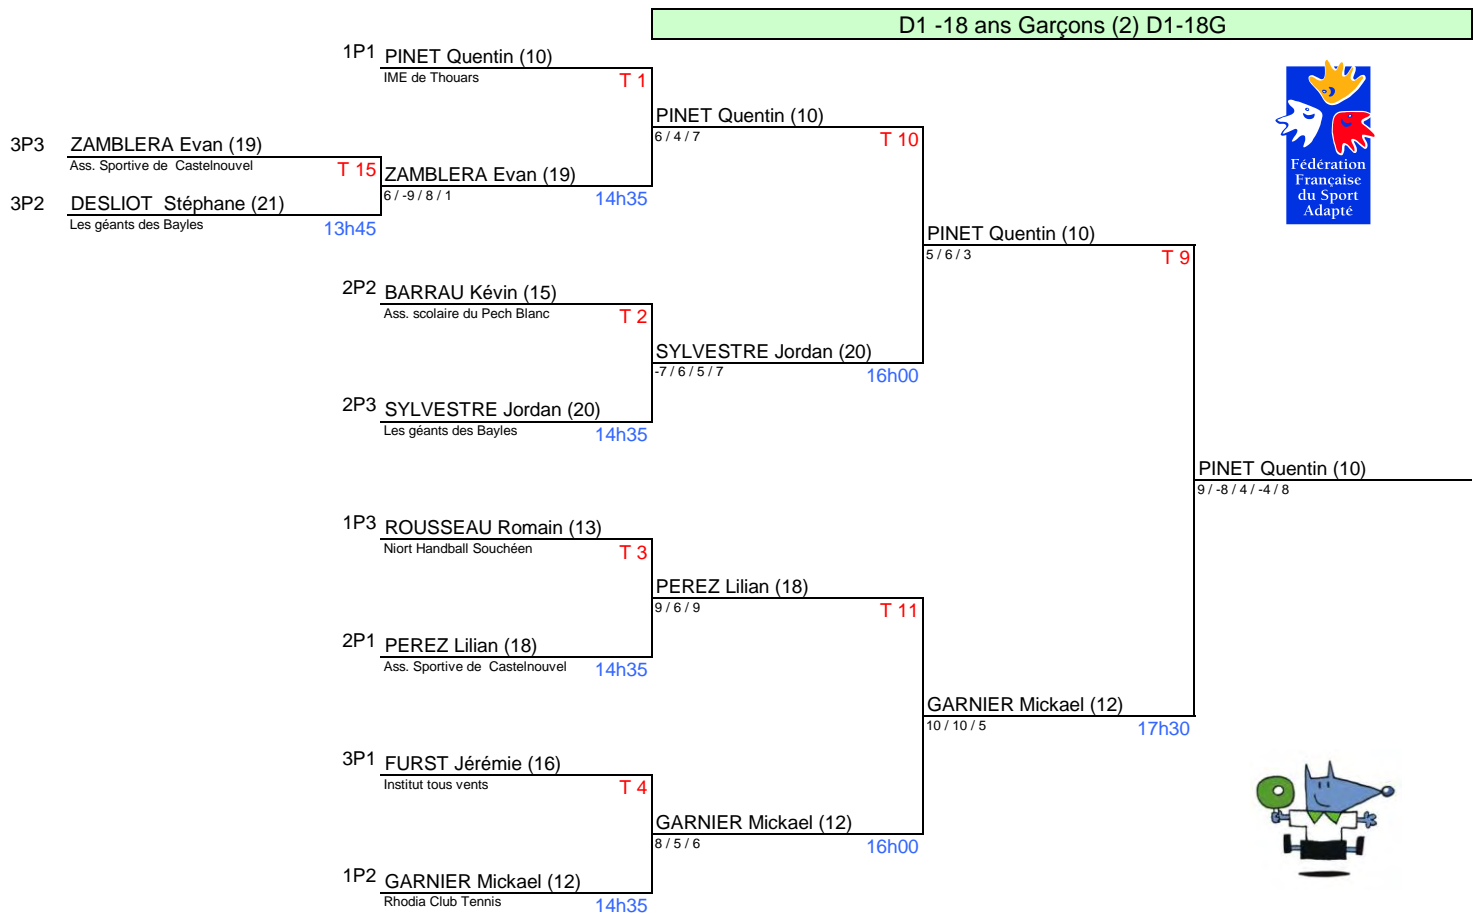 D1 -18 ans Garçons (2) D1-18G
1P1 PINET Quentin (10)
IME de Thouars
T 1
PINET Quentin (10)
6 / 4 / 7
T 10
3P3 ZAMBLERA Evan (19)
Ass. Sportive de Castelnouvel
T 15
ZAMBLERA Evan (19)
6 / -9 / 8 / 1
14h35
3P2 DESLIOT Stéphane (21)
Les géants des Bayles
13h45
Fédération
Française
du Sport
Adapté
PINET Quentin (10)
5 / 6 / 3
T 9
2P2 BARRAU Kévin (15)
Ass. scolaire du Pech Blanc
T 2
SYLVESTRE Jordan (20)
-7 / 6 / 5 / 7
16h00
2P3 SYLVESTRE Jordan (20)
Les géants des Bayles
14h35
PINET Quentin (10)
9 / -8 / 4 / -4 / 8
1P3 ROUSSEAU Romain (13)
Niort Handball Souchéen
T 3
PEREZ Lilian (18)
9 / 6 / 9
T 11
2P1 PEREZ Lilian (18)
Ass. Sportive de Castelnouvel
14h35
GARNIER Mickael (12)
10 / 10 / 5
17h30
3P1 FURST Jérémie (16)
Institut tous vents
T 4
GARNIER Mickael (12)
8 / 5 / 6
16h00
1P2 GARNIER Mickael (12)
Rhodia Club Tennis
14h35